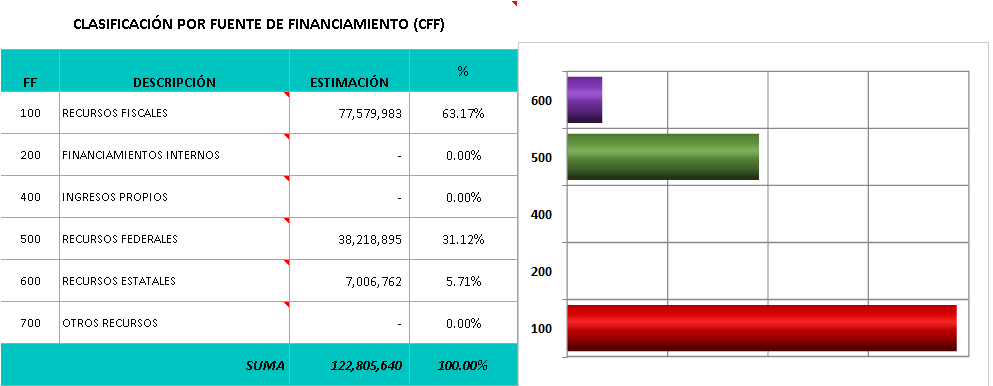 CLASIFICACIÓN POR FUENTE DE FINANCIAMIENTO (CFF)
FF DESCRIPCIÓN ESTIMACIÓN %
100 RECURSOS FISCALES 77,579,983 63.17%
200 FINANCIAMIENTOS INTERNOS - 0.00%
400 INGRESOS PROPIOS - 0.00%
500 RECURSOS FEDERALES 38,218,895 31.12%
600 RECURSOS ESTATALES 7,006,762 5.71%
700 OTROS RECURSOS - 0.00%
SUMA 122,805,640 100.00%
600
500
400
200
100